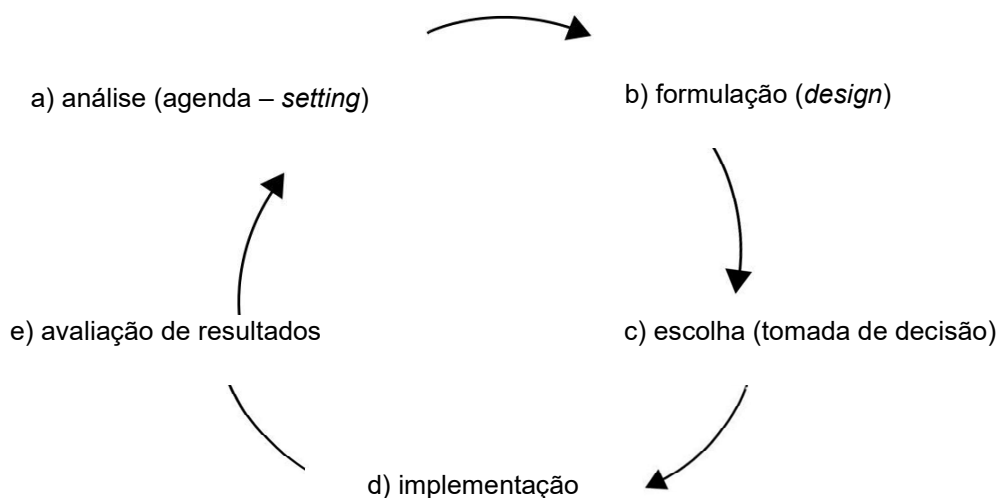 a) análise (agenda – setting)
b) formulação (design)
c) escolha (tomada de decisão)
d) implementação
e) avaliação de resultados